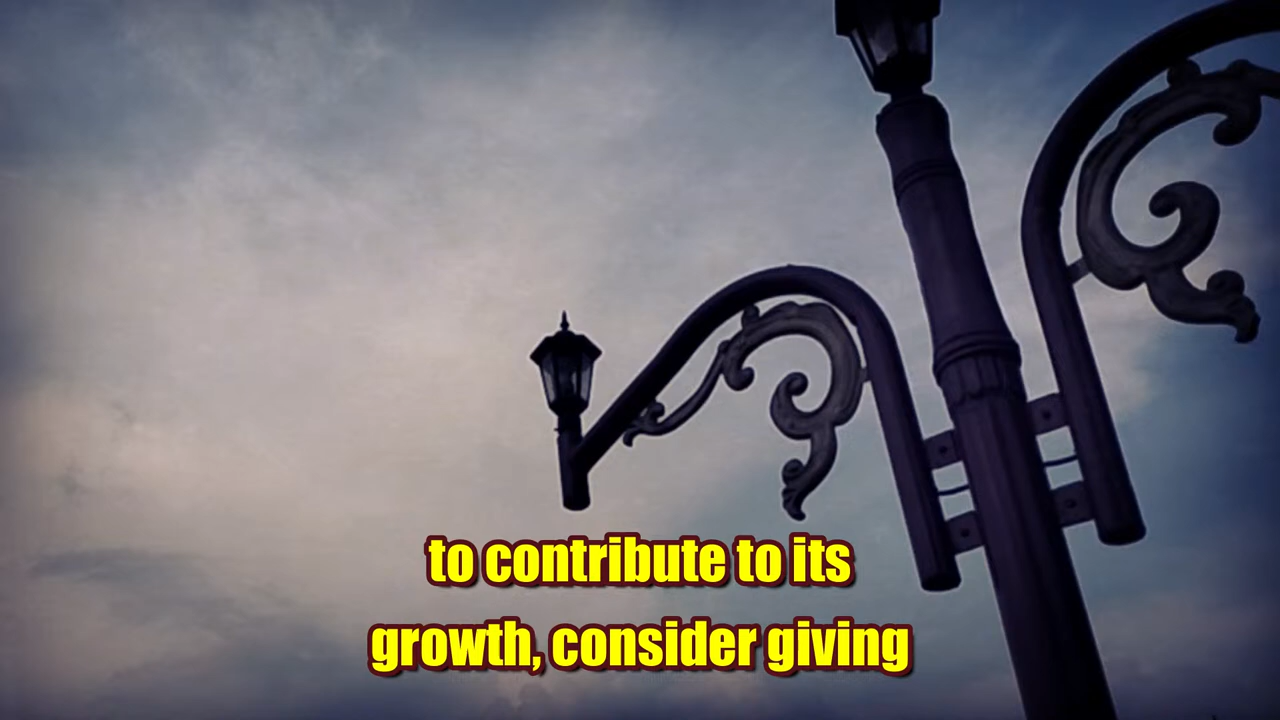 to contribute to its
growth, consider giving